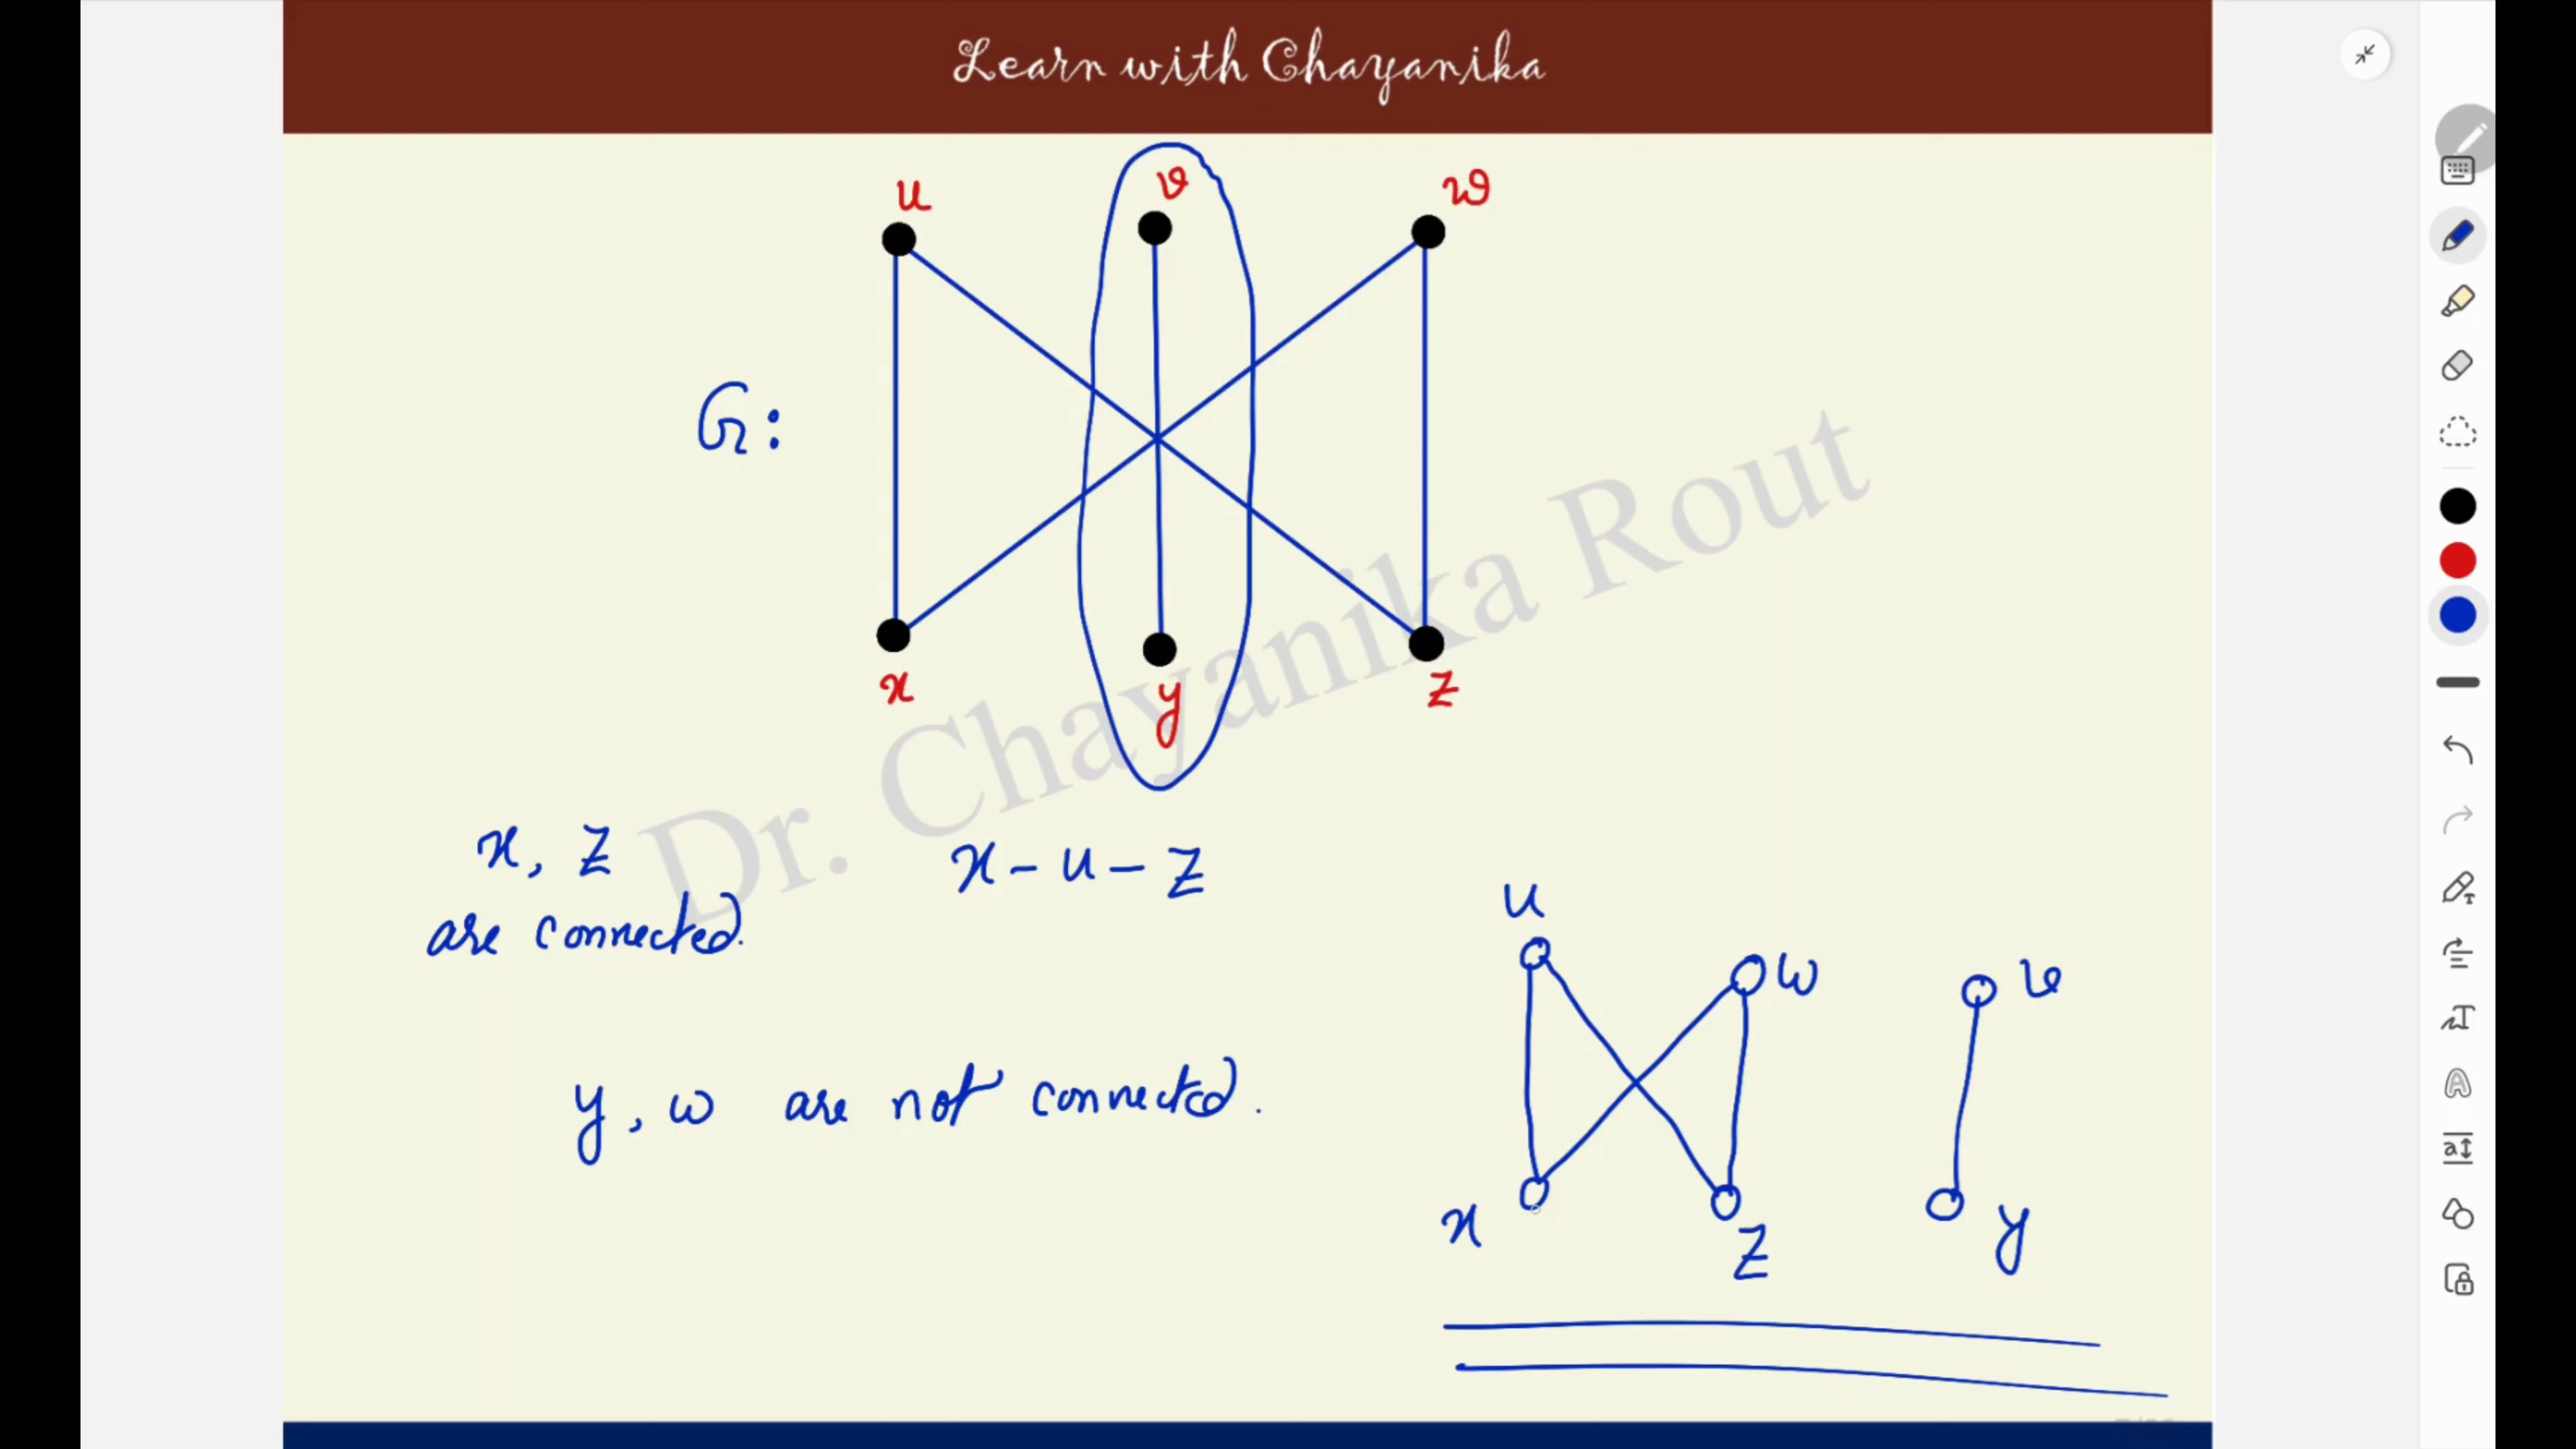 Learn with Chayanika
u v w
G:
x y z
Dr. Chayanika Rout
x, z x - u - z
are connected.
u
w v
y, w are not connected.
x z y